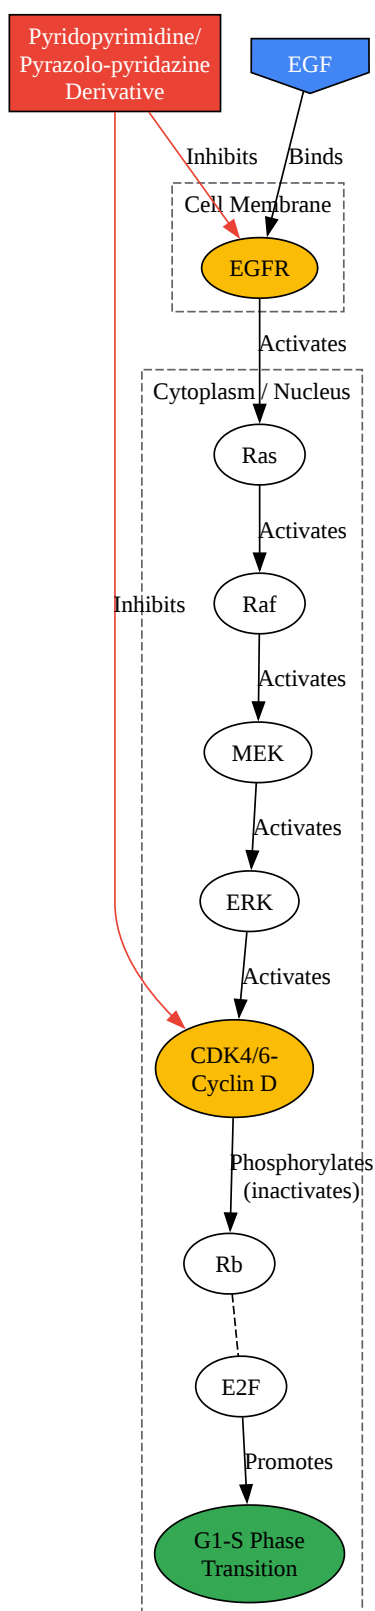 Pyridopyrimidine/
Pyrazolo-pyridazine
Derivative
EGF
Inhibits
Binds
Cell Membrane
EGFR
Activates
Cytoplasm / Nucleus
Ras
Activates
Inhibits
Raf
Activates
MEK
Activates
ERK
Activates
CDK4/6-
Cyclin D
Phosphorylates
(inactivates)
Rb
E2F
Promotes
G1-S Phase
Transition